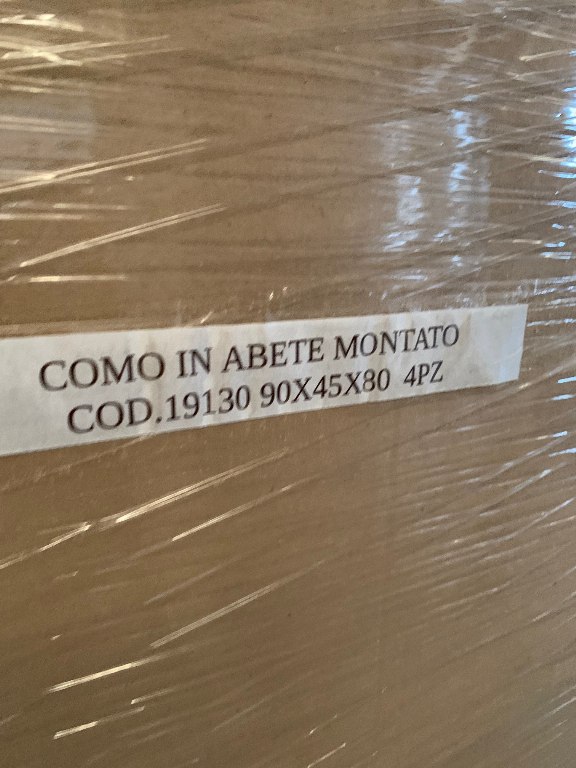 COMO IN ABETE MONTATO
COD.19130 90X45X80 4PZ